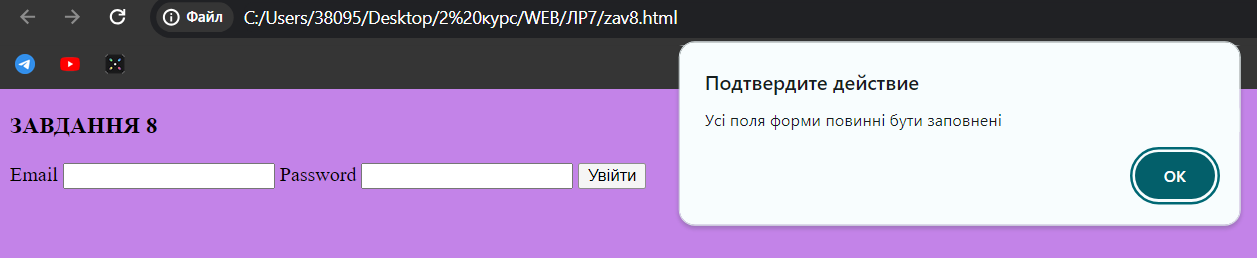 Файл C:/Users/38095/Desktop/2%20курс/WEB/ЛР7/zav8.html
Подтвердите действие
Усі поля форми повинні бути заповнені
ОК
ЗАВДАННЯ 8
Email Password Увійти